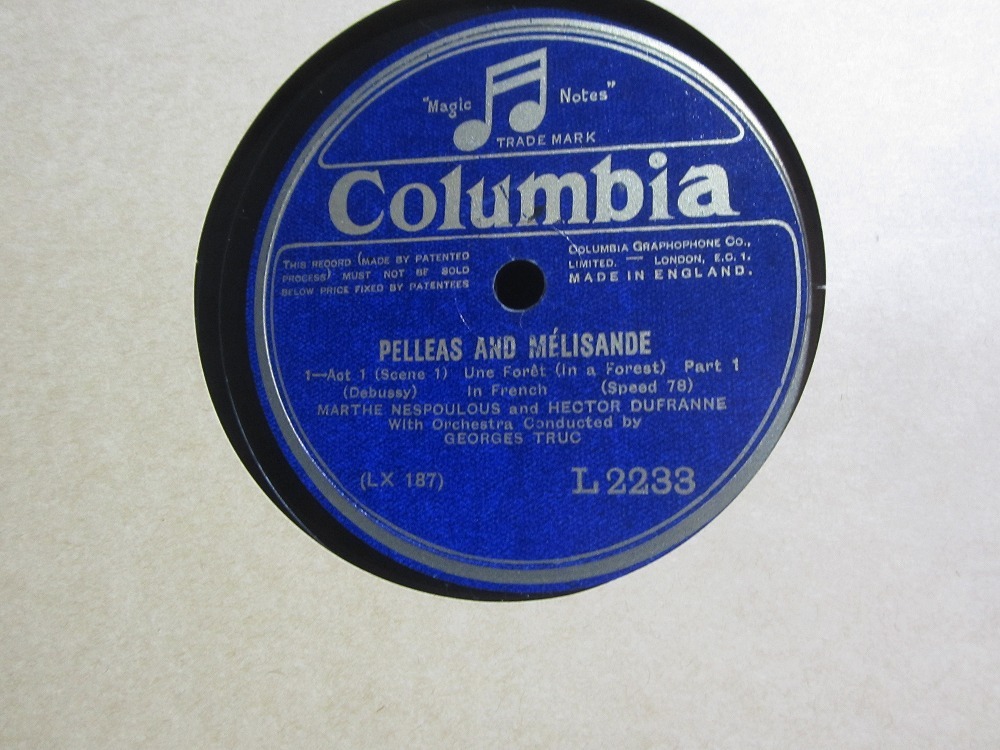 "Magic Notes"
TRADE MARK
Columbia
THIS RECORD (MADE BY PATENTED
PROCESS) MUST NOT BE SOLD
BELOW PRICE FIXED BY PATENTEES
COLUMBIA GRAPHOPHONE CO.,
LIMITED. — LONDON, E.C.1.
MADE IN ENGLAND.
PELLEAS AND MÉLISANDE
1—Act 1 (Scene 1) Une Forêt (In a Forest) Part 1
(Debussy) In French (Speed 78)
MARTHE NESPOULOUS and HECTOR DUFRANNE
With Orchestra Conducted by
GEORGES TRUC
(LX 187) L 2233